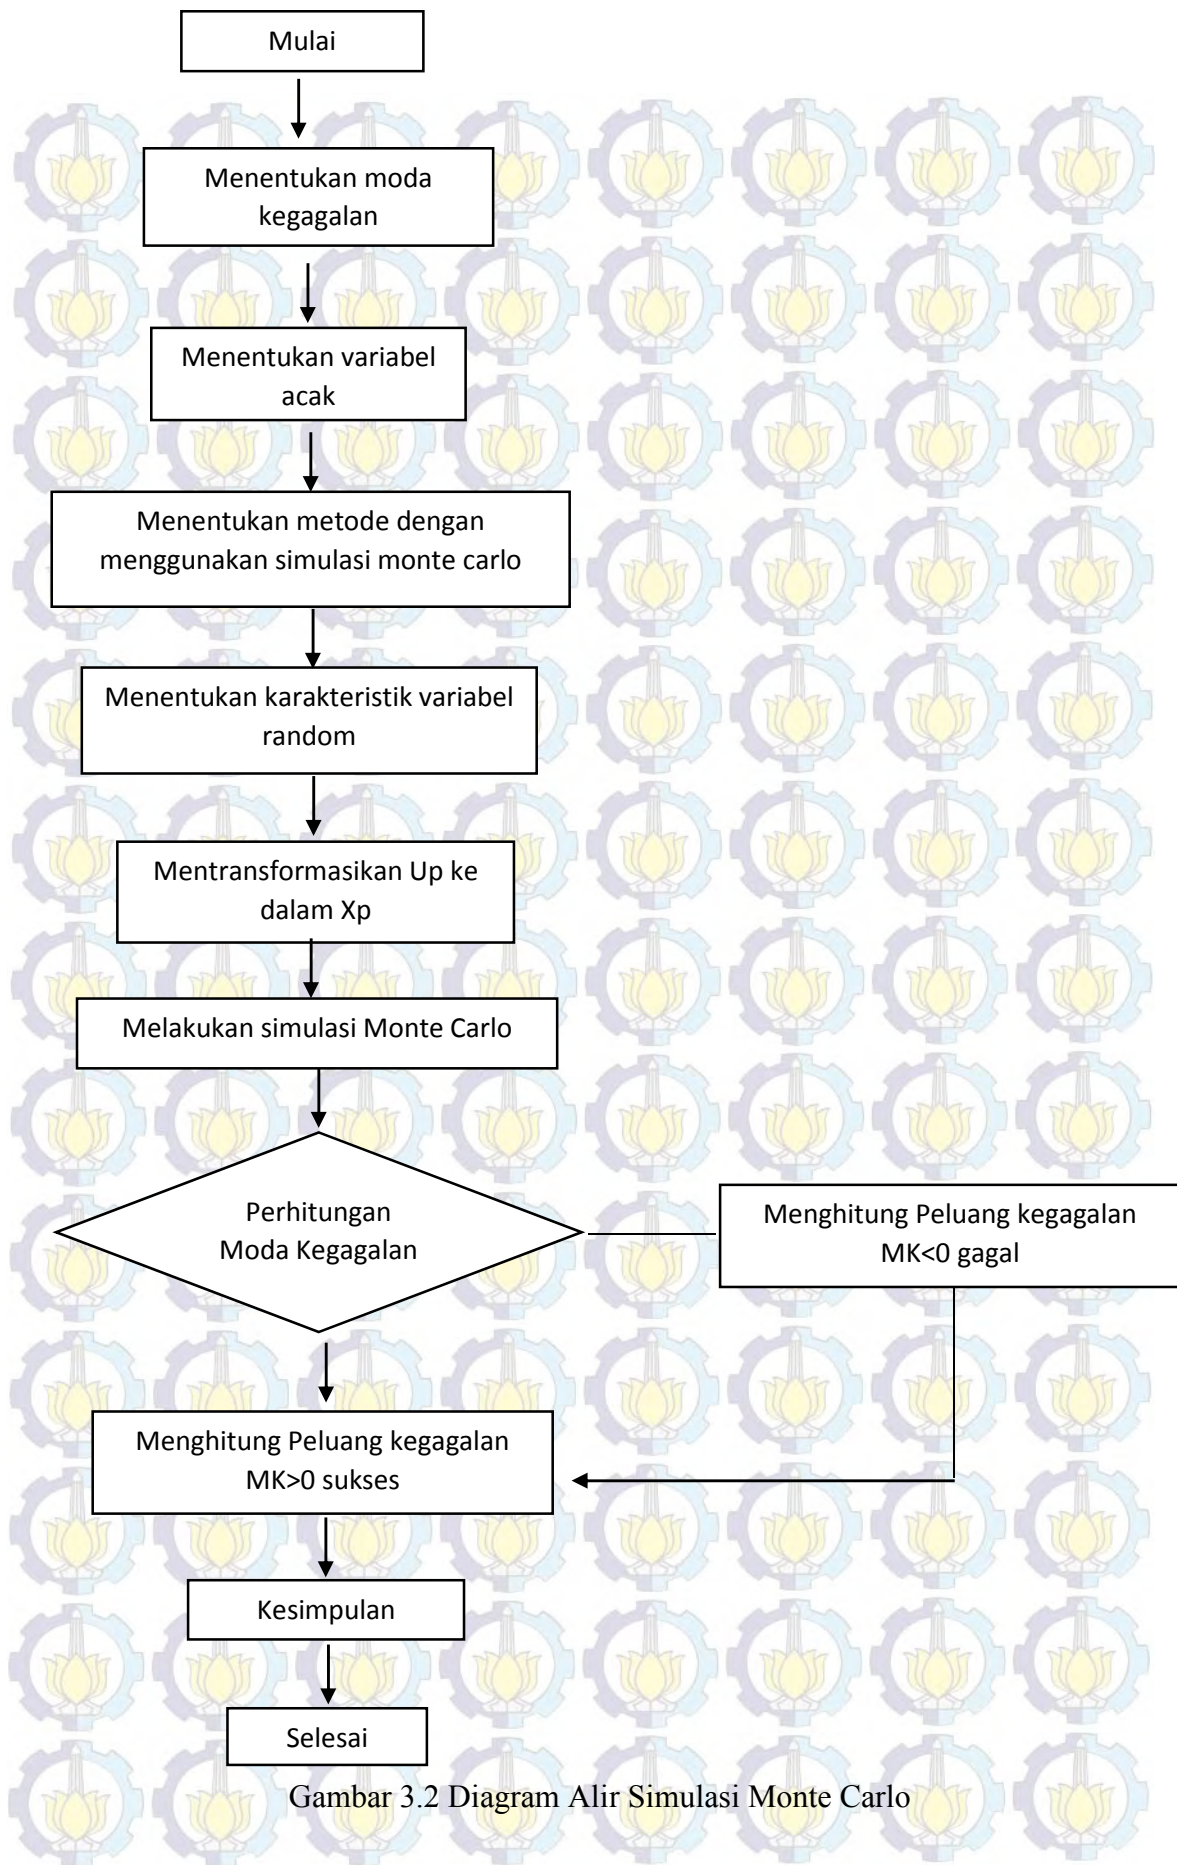 Mulai
Menentukan moda
kegagalan
Menentukan variabel
acak
Menentukan metode dengan
menggunakan simulasi monte carlo
Menentukan karakteristik variabel
random
Mentransformasikan Up ke
dalam Xp
Melakukan simulasi Monte Carlo
Perhitungan
Moda Kegagalan
Menghitung Peluang kegagalan
MK<0 gagal
Menghitung Peluang kegagalan
MK>0 sukses
Kesimpulan
Selesai
Gambar 3.2 Diagram Alir Simulasi Monte Carlo